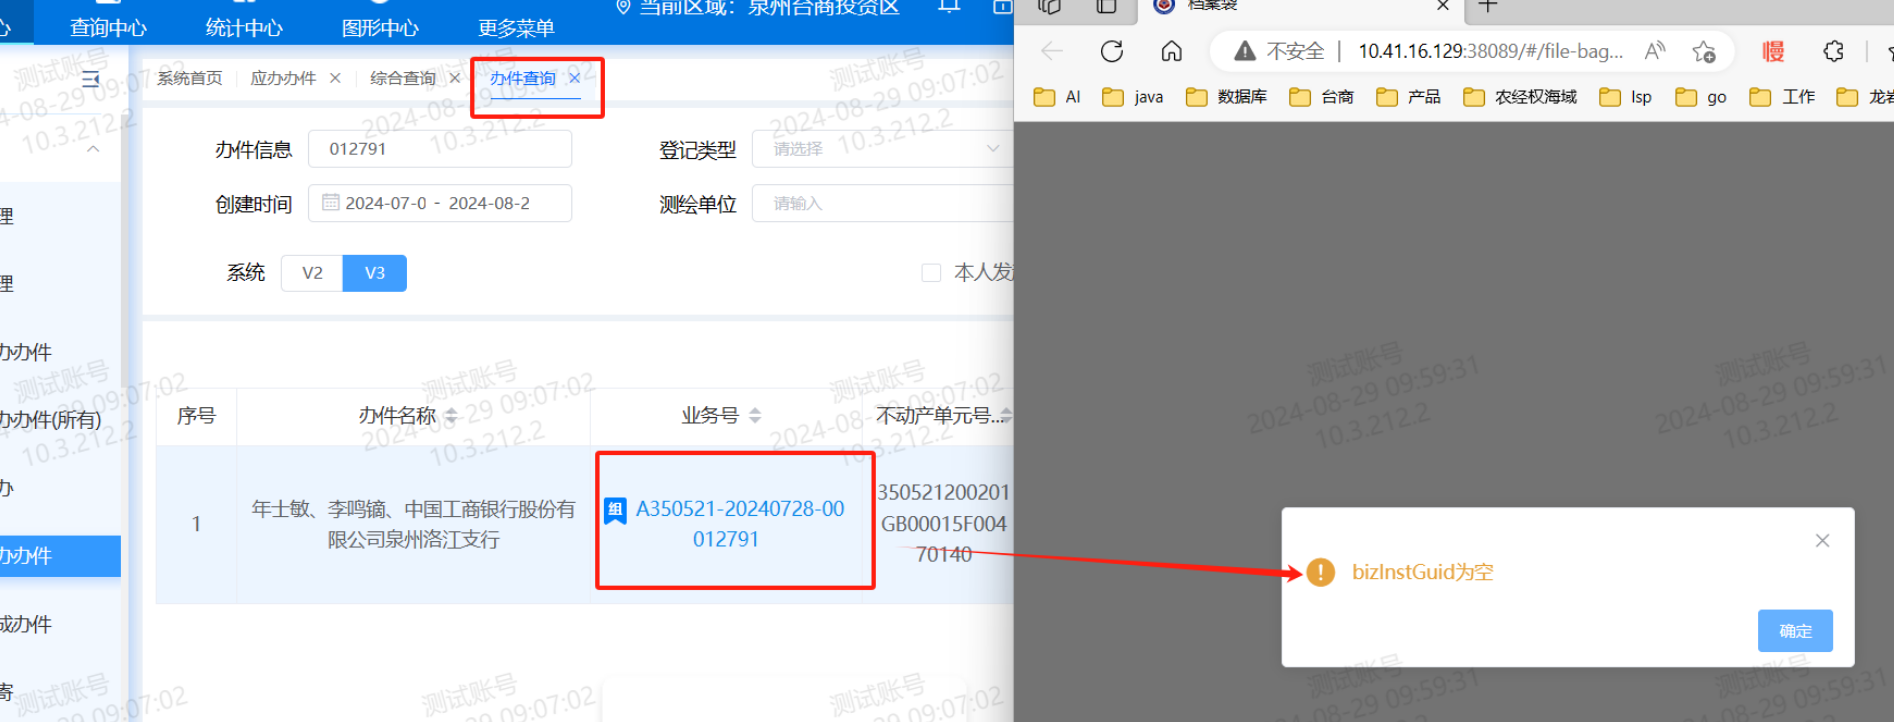 查询中心
统计中心
图形中心
更多菜单
当前区域：泉州台商投资区
系统首页
应办办件
综合查询
办件查询
办件信息
012791
登记类型
请选择
创建时间
2024-07-0 - 2024-08-2
测绘单位
请输入
系统
V2
V3
本人发
理
理
办办件
办办件(所有)
办
办办件
成办件
寄
序号
办件名称
业务号
不动产单元号...
1
年士敏、李鸣镝、中国工商银行股份有
限公司泉州洛江支行
组
A350521-20240728-00
012791
350521200201
GB00015F004
70140
测试账号
2024-08-29 09:07:02
10.3.212.2
档案袋
不安全
10.41.16.129:38089/#/file-bag...
慢
AI
java
数据库
台商
产品
农经权海域
lsp
go
工作
龙岩
测试账号
2024-08-29 09:59:31
10.3.212.2
bizInstGuid为空
确定